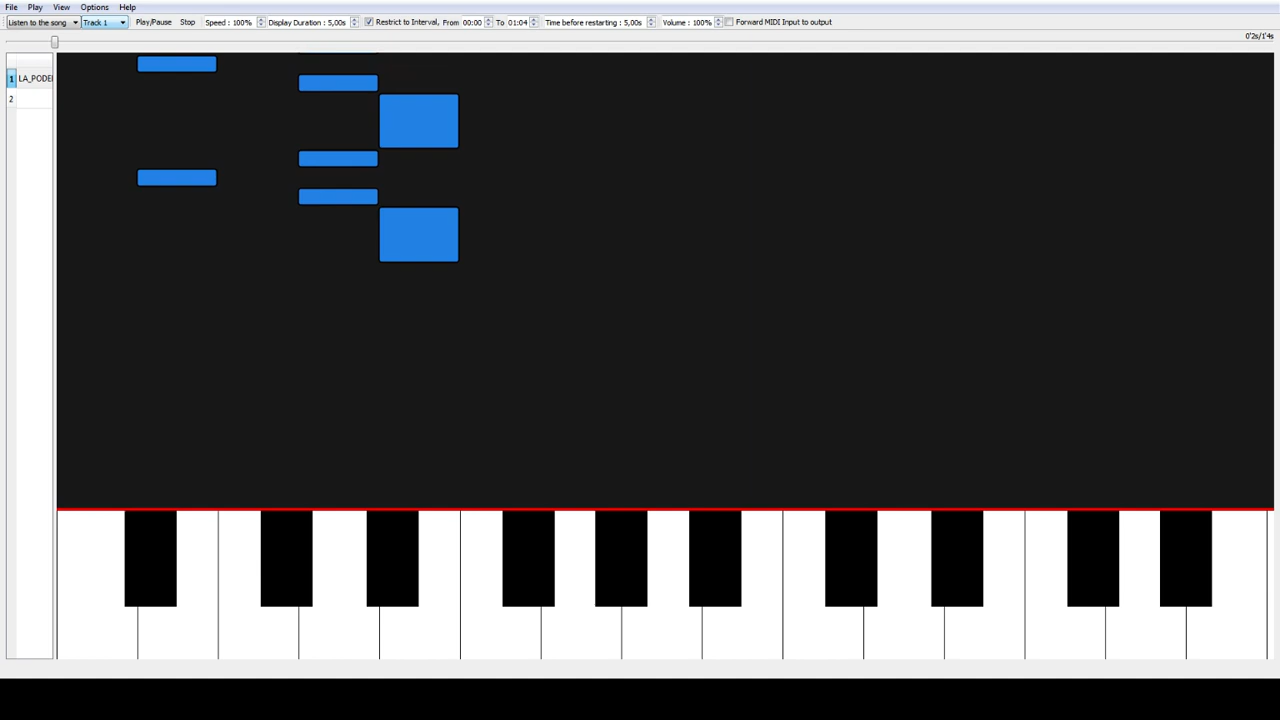 File Play View Options Help
Listen to the song Track 1 Play/Pause Stop Speed : 100% Display Duration : 5,00s Restrict to Interval, From 00:00 To 01:04 Time before restarting : 5,00s Volume : 100% Forward MIDI Input to output
0'2s/1'4s
1 LA_PODE
2